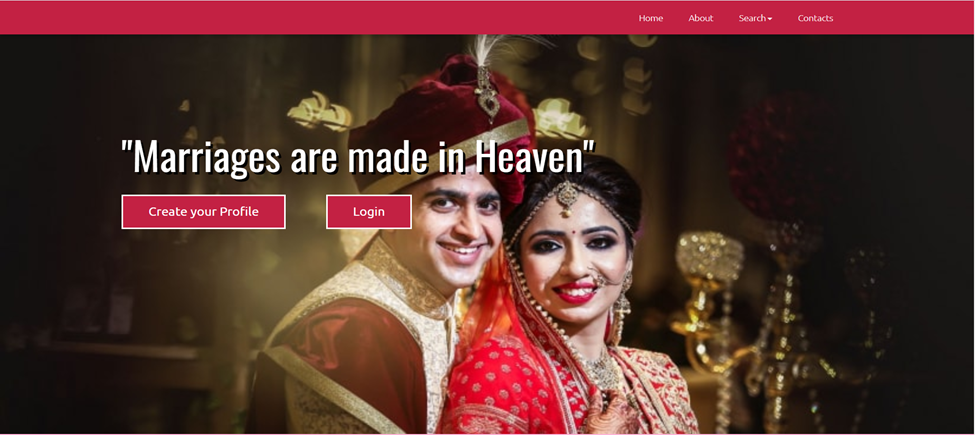 Home About Search Contacts
"Marriages are made in Heaven"
Create your Profile Login